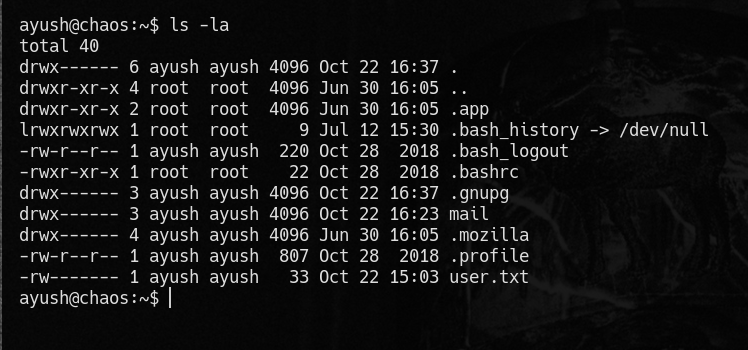 ayush@chaos:~$ ls -la
total 40
drwx------ 6 ayush ayush 4096 Oct 22 16:37 .
drwxr-xr-x 4 root  root  4096 Jun 30 16:05 ..
drwxr-xr-x 2 root  root  4096 Jun 30 16:05 .app
lrwxrwxrwx 1 root  root     9 Jul 12 15:30 .bash_history -> /dev/null
-rw-r--r-- 1 ayush ayush  220 Oct 28  2018 .bash_logout
-rwxr-xr-x 1 root  root    22 Oct 28  2018 .bashrc
drwx------ 3 ayush ayush 4096 Oct 22 16:37 .gnupg
drwx------ 3 ayush ayush 4096 Oct 22 16:23 mail
drwx------ 4 ayush ayush 4096 Jun 30 16:05 .mozilla
-rw-r--r-- 1 ayush ayush  807 Oct 28  2018 .profile
-rw------- 1 ayush ayush   33 Oct 22 15:03 user.txt
ayush@chaos:~$